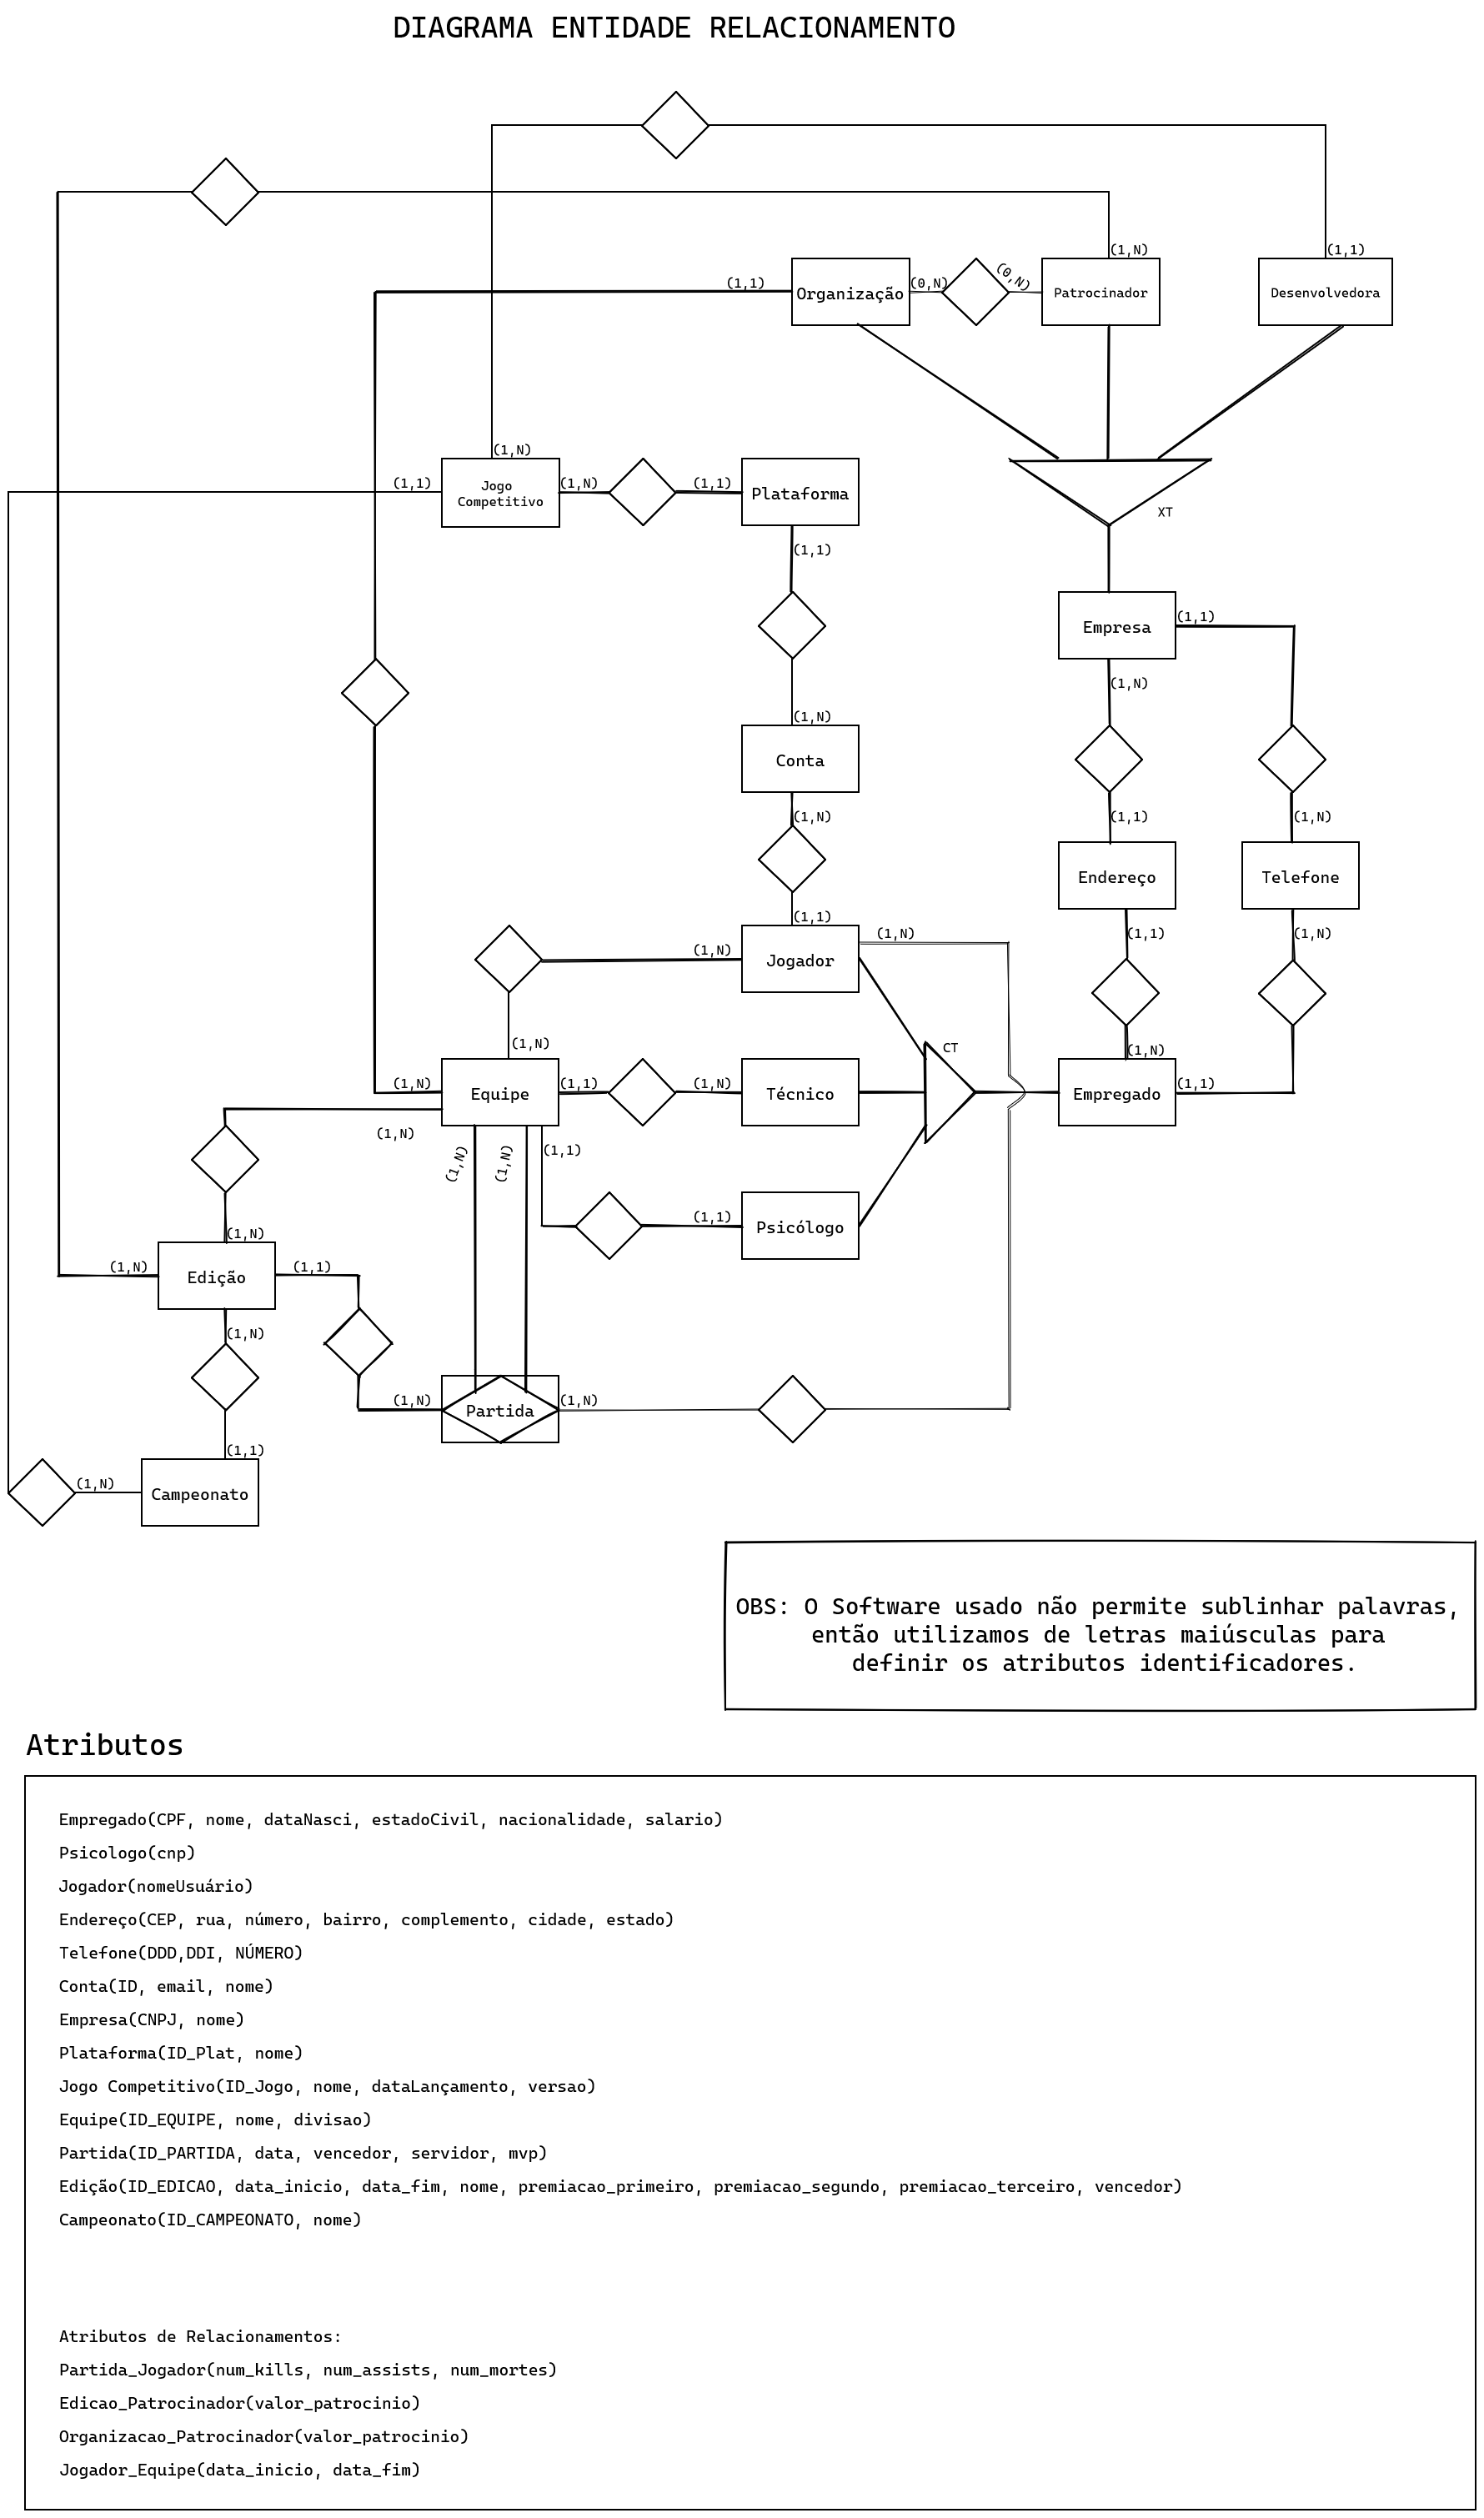 DIAGRAMA ENTIDADE RELACIONAMENTO
(1,N)
(1,1)
(1,1)
Organização
(0,N)
(0,N)
Patrocinador
Desenvolvedora
(1,N)
(1,1)
Jogo
Competitivo
(1,N)
(1,1)
Plataforma
XT
(1,1)
Empresa
(1,1)
(1,N)
(1,N)
Conta
(1,N)
(1,1)
(1,N)
Endereço
Telefone
(1,1)
(1,N)
(1,1)
(1,N)
(1,N)
Jogador
(1,N)
CT
(1,N)
(1,N)
Equipe
(1,1)
(1,N)
Técnico
Empregado
(1,1)
(1,N)
(1,N)
(1,N)
(1,1)
(1,1)
Psicólogo
(1,N)
(1,N)
Edição
(1,1)
(1,N)
(1,N)
Partida
(1,N)
(1,1)
(1,N)
Campeonato
OBS: O Software usado não permite sublinhar palavras,
então utilizamos de letras maiúsculas para
definir os atributos identificadores.
Atributos
Empregado(CPF, nome, dataNasci, estadoCivil, nacionalidade, salario)
Psicologo(cnp)
Jogador(nomeUsuário)
Endereço(CEP, rua, número, bairro, complemento, cidade, estado)
Telefone(DDD,DDI, NÚMERO)
Conta(ID, email, nome)
Empresa(CNPJ, nome)
Plataforma(ID_Plat, nome)
Jogo Competitivo(ID_Jogo, nome, dataLançamento, versao)
Equipe(ID_EQUIPE, nome, divisao)
Partida(ID_PARTIDA, data, vencedor, servidor, mvp)
Edição(ID_EDICAO, data_inicio, data_fim, nome, premiacao_primeiro, premiacao_segundo, premiacao_terceiro, vencedor)
Campeonato(ID_CAMPEONATO, nome)
Atributos de Relacionamentos:
Partida_Jogador(num_kills, num_assists, num_mortes)
Edicao_Patrocinador(valor_patrocinio)
Organizacao_Patrocinador(valor_patrocinio)
Jogador_Equipe(data_inicio, data_fim)